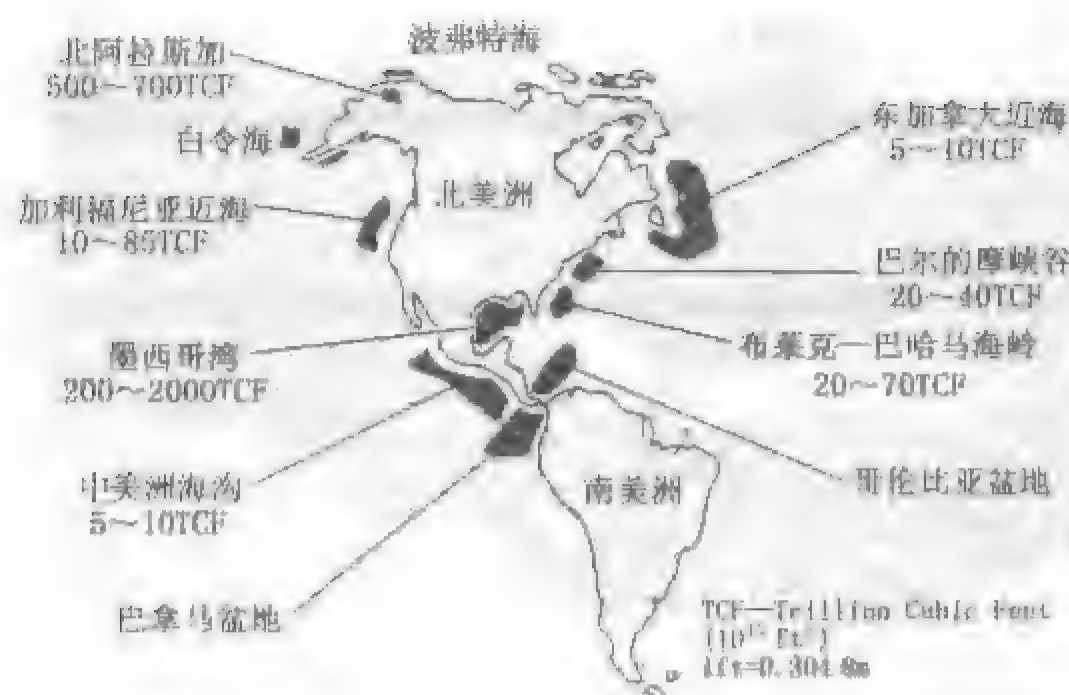 波弗特海
北阿拉斯加
500～700TCF
白令海
东加拿大近海
5～10TCF
北美洲
加利福尼亚近海
10～85TCF
巴尔的摩峡谷
20～40TCF
墨西哥湾
200～2000TCF
布莱克—巴哈马海岭
20～70TCF
中美洲海沟
5～10TCF
南美洲
哥伦比亚盆地
巴拿马盆地
TCF—Trillion Cubic Feet
1ft=0.3048m